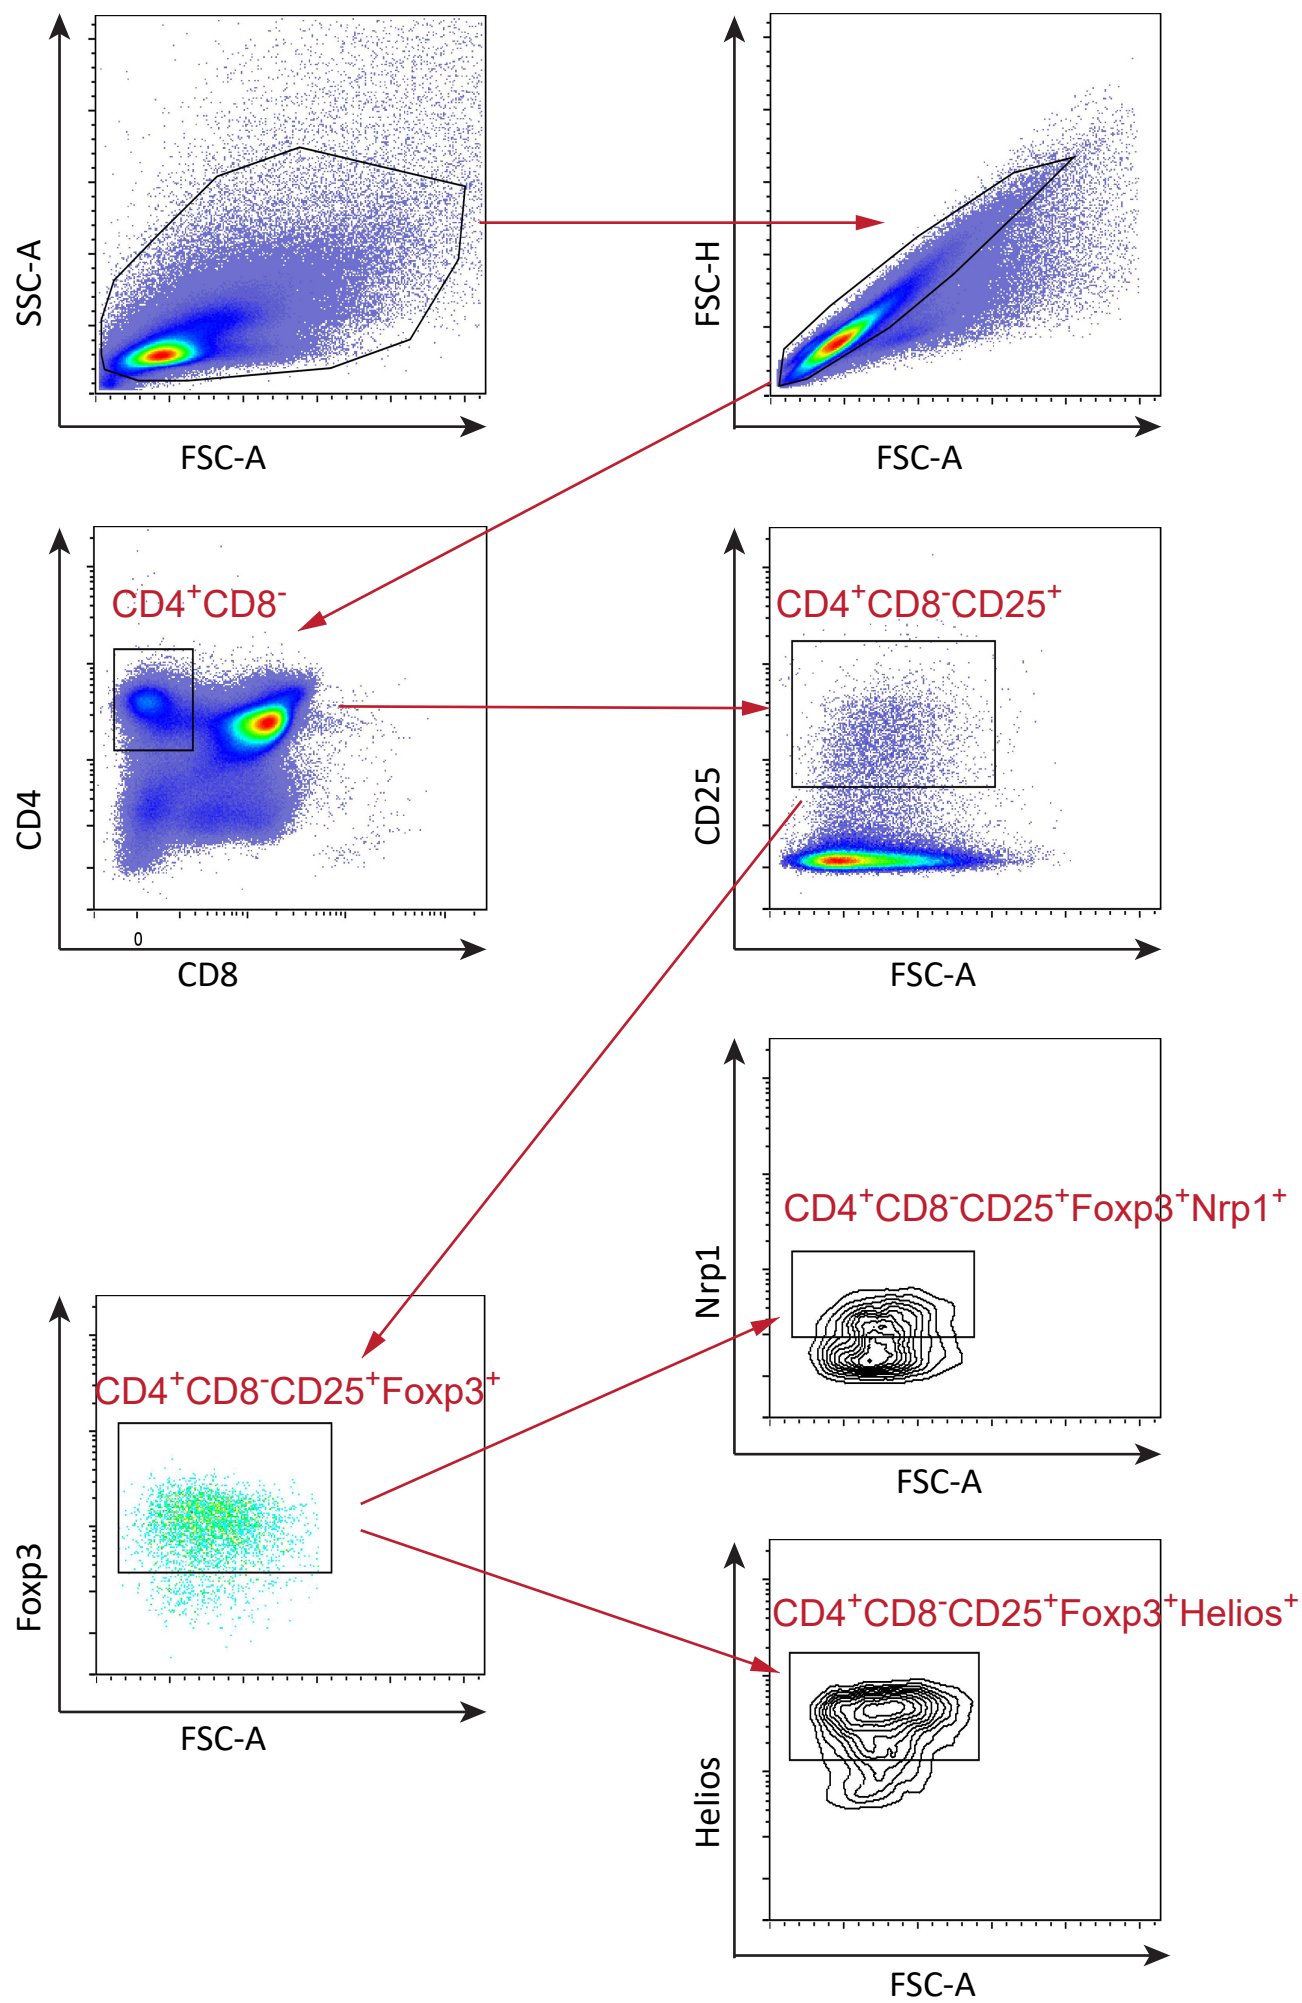 SSC-A
FSC-A
FSC-H
FSC-A
CD4⁺CD8⁻
CD4
0
CD8
CD4⁺CD8⁻CD25⁺
CD25
FSC-A
CD4⁺CD8⁻CD25⁺Foxp3⁺Nrp1⁺
Nrp1
FSC-A
CD4⁺CD8⁻CD25⁺Foxp3⁺
Foxp3
FSC-A
CD4⁺CD8⁻CD25⁺Foxp3⁺Helios⁺
Helios
FSC-A